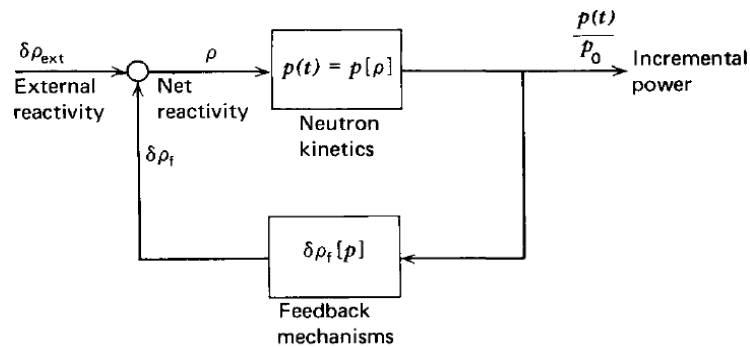 δρext
External
reactivity
ρ
Net
reactivity
p(t) = p[ρ]
Neutron
kinetics
p(t)
p0
Incremental
power
δρf
δρf[p]
Feedback
mechanisms